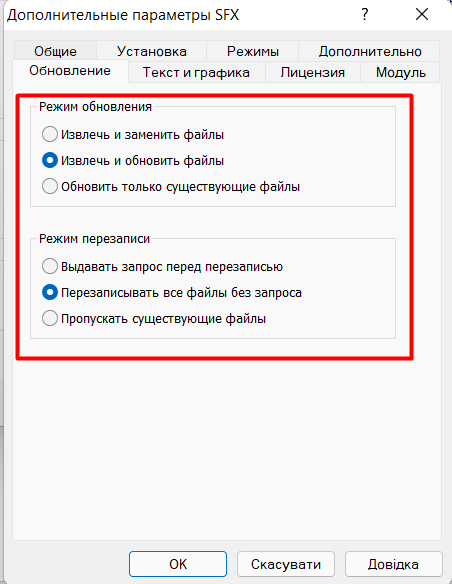 Дополнительные параметры SFX
?
Общие Установка Режимы Дополнительно
Обновление Текст и графика Лицензия Модуль
Режим обновления
Извлечь и заменить файлы
Извлечь и обновить файлы
Обновить только существующие файлы
Режим перезаписи
Выдавать запрос перед перезаписью
Перезаписывать все файлы без запроса
Пропускать существующие файлы
OK Скасувати Довідка